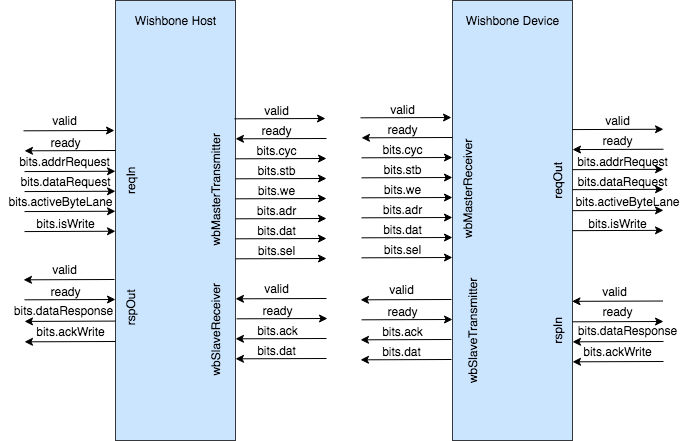 Wishbone Host
valid
ready
bits.addrRequest
bits.dataRequest
bits.activeByteLane
bits.isWrite
reqIn
valid
ready
bits.dataResponse
bits.ackWrite
rspOut
wbMasterTransmitter
valid
ready
bits.cyc
bits.stb
bits.we
bits.adr
bits.dat
bits.sel
wbSlaveReceiver
valid
ready
bits.ack
bits.dat
Wishbone Device
valid
ready
bits.cyc
bits.stb
bits.we
bits.adr
bits.dat
bits.sel
wbMasterReceiver
valid
ready
bits.ack
bits.dat
wbSlaveTransmitter
reqOut
valid
ready
bits.addrRequest
bits.dataRequest
bits.activeByteLane
bits.isWrite
rspIn
valid
ready
bits.dataResponse
bits.ackWrite